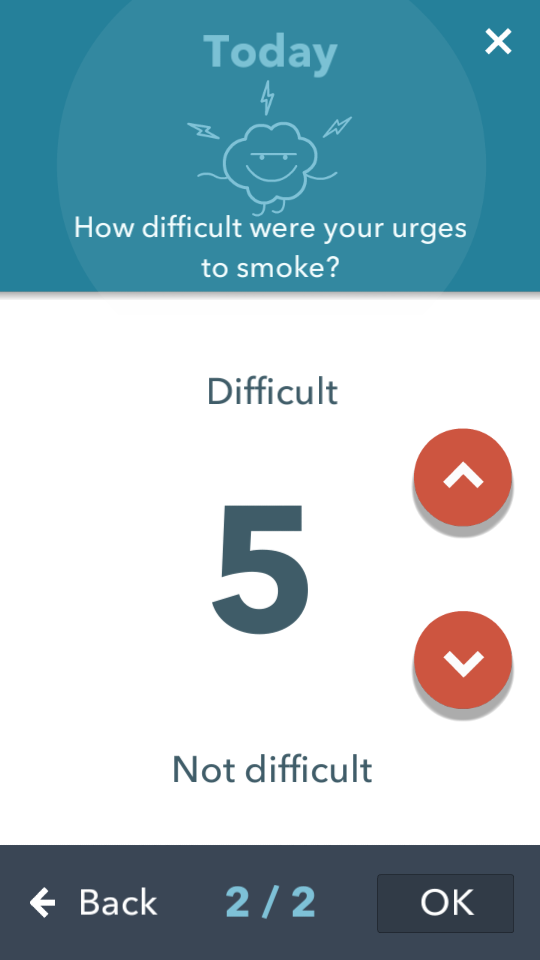 Today
How difficult were your urges
to smoke?
Difficult
5
Not difficult
Back
2 / 2
OK